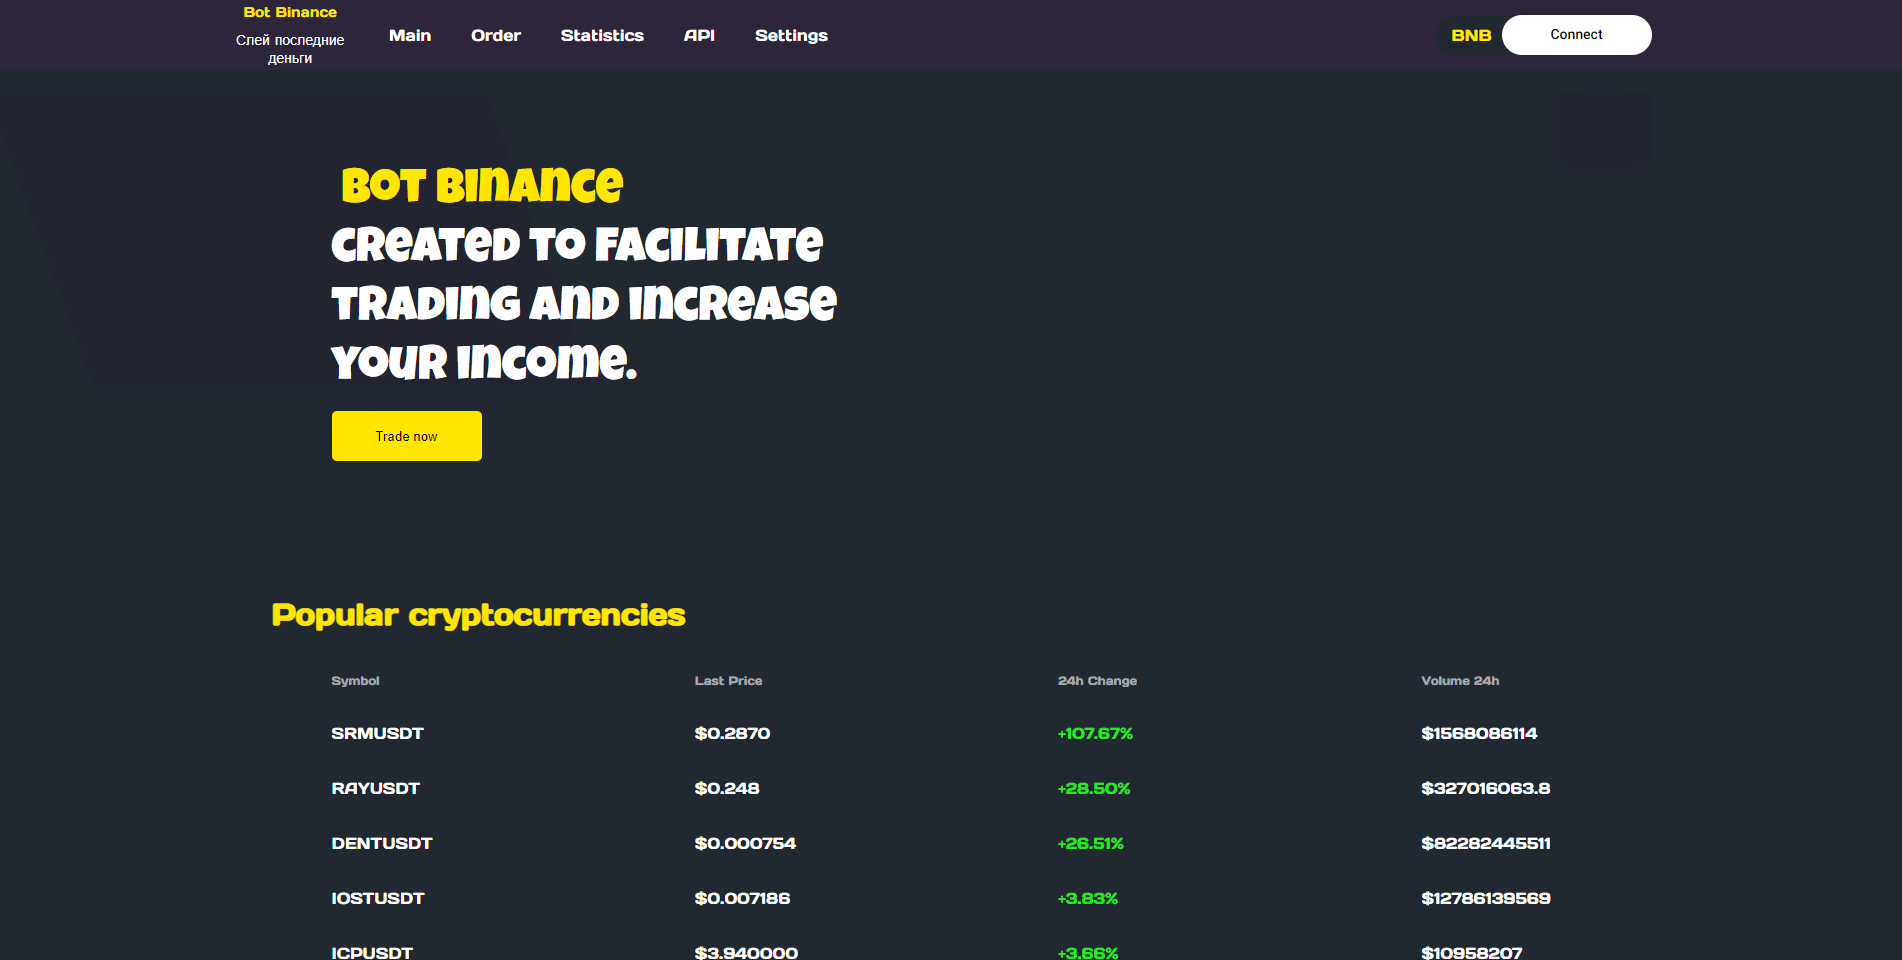 Bot Binance
Слей последние
деньги
Main Order Statistics API Settings
BNB Connect
Bot Binance
Created to facilitate
trading and increase
your income.
Trade now
Popular cryptocurrencies
Symbol Last Price 24h Change Volume 24h
SRMUSDT $0.2870 +107.67% $1568086114
RAYUSDT $0.248 +28.50% $327016063.8
DENTUSDT $0.000754 +26.51% $82282445511
IOSTUSDT $0.007186 +3.83% $12786139569
ICPUSDT $3.940000 +3.66% $10958207